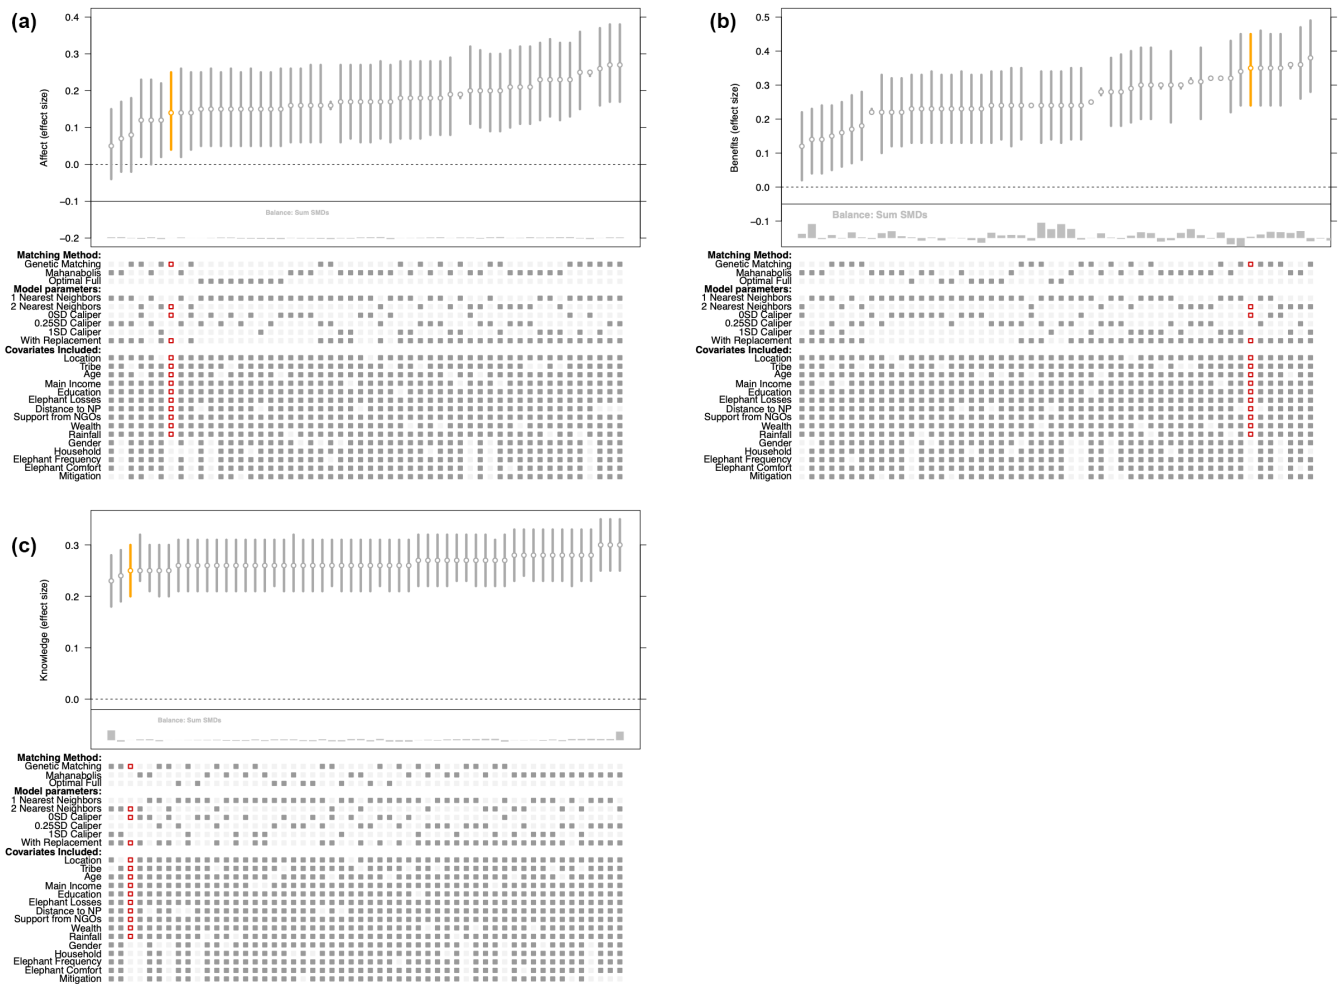 (a)
0.4
0.3
0.2
0.1
0.0
−0.1
−0.2
Affect (effect size)
Balance: Sum SMDs
Matching Method:
Genetic Matching
Mahanabolis
Optimal Full
Model parameters:
1 Nearest Neighbors
2 Nearest Neighbors
0SD Caliper
0.25SD Caliper
1SD Caliper
With Replacement
Covariates Included:
Location
Tribe
Age
Main Income
Education
Elephant Losses
Distance to NP
Support from NGOs
Wealth
Rainfall
Gender
Household
Elephant Frequency
Elephant Comfort
Mitigation
(b)
0.5
0.4
0.3
0.2
0.1
0.0
−0.1
Benefits (effect size)
Balance: Sum SMDs
Matching Method:
Genetic Matching
Mahanabolis
Optimal Full
Model parameters:
1 Nearest Neighbors
2 Nearest Neighbors
0SD Caliper
0.25SD Caliper
1SD Caliper
With Replacement
Covariates Included:
Location
Tribe
Age
Main Income
Education
Elephant Losses
Distance to NP
Support from NGOs
Wealth
Rainfall
Gender
Household
Elephant Frequency
Elephant Comfort
Mitigation
(c)
0.3
0.2
0.1
0.0
Knowledge (effect size)
Balance: Sum SMDs
Matching Method:
Genetic Matching
Mahanabolis
Optimal Full
Model parameters:
1 Nearest Neighbors
2 Nearest Neighbors
0SD Caliper
0.25SD Caliper
1SD Caliper
With Replacement
Covariates Included:
Location
Tribe
Age
Main Income
Education
Elephant Losses
Distance to NP
Support from NGOs
Wealth
Rainfall
Gender
Household
Elephant Frequency
Elephant Comfort
Mitigation